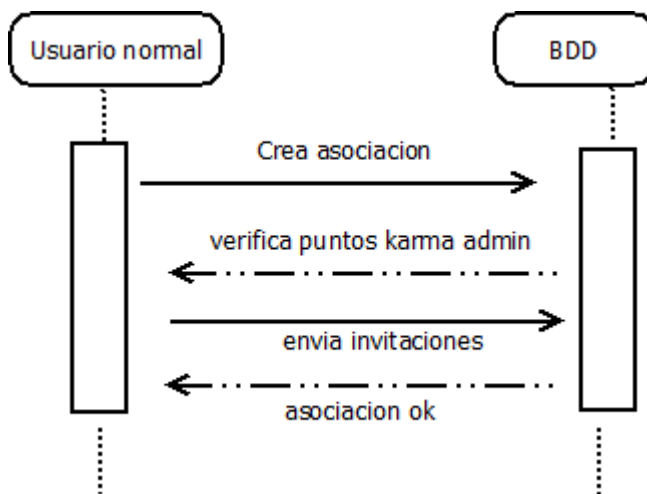 Usuario normal
BDD
Crea asociacion
verifica puntos karma admin
envia invitaciones
asociacion ok